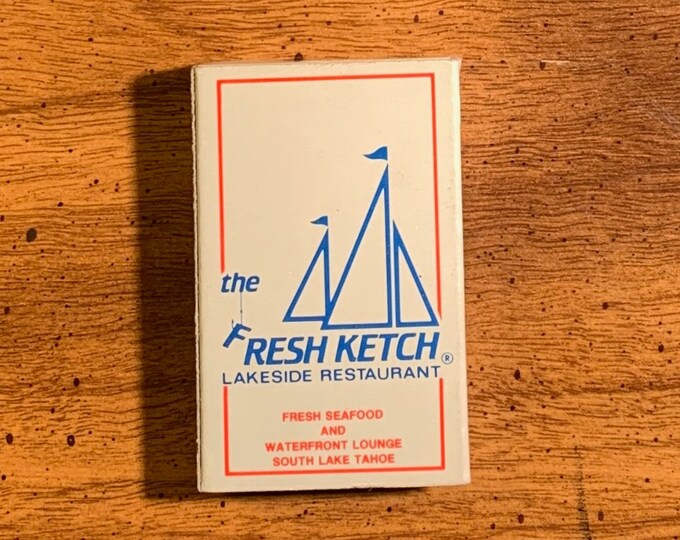 the
FRESH KETCH®
LAKESIDE RESTAURANT
FRESH SEAFOOD
AND
WATERFRONT LOUNGE
SOUTH LAKE TAHOE